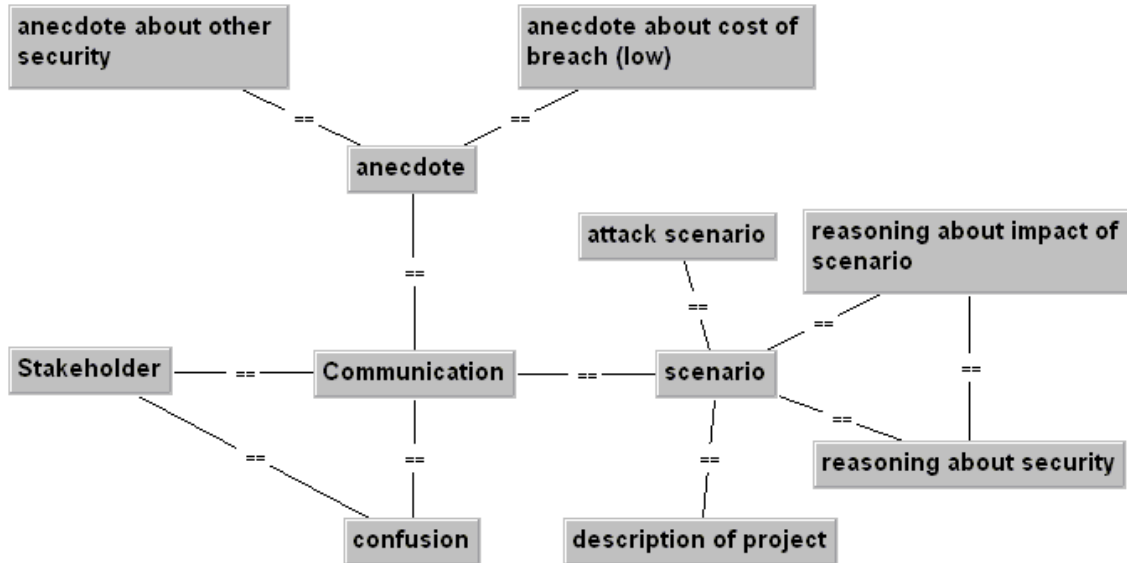 anecdote about other
security
anecdote about cost of
breach (low)
==
==
anecdote
attack scenario
reasoning about impact of
scenario
==
==
==
Stakeholder
==
Communication
==
scenario
==
==
==
==
==
reasoning about security
confusion
description of project